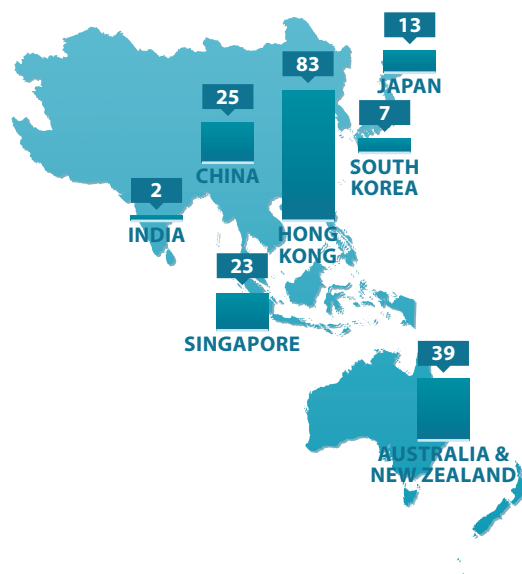 13
JAPAN
83
25
CHINA
7
SOUTH
KOREA
2
INDIA
HONG
KONG
23
SINGAPORE
39
AUSTRALIA &
NEW ZEALAND